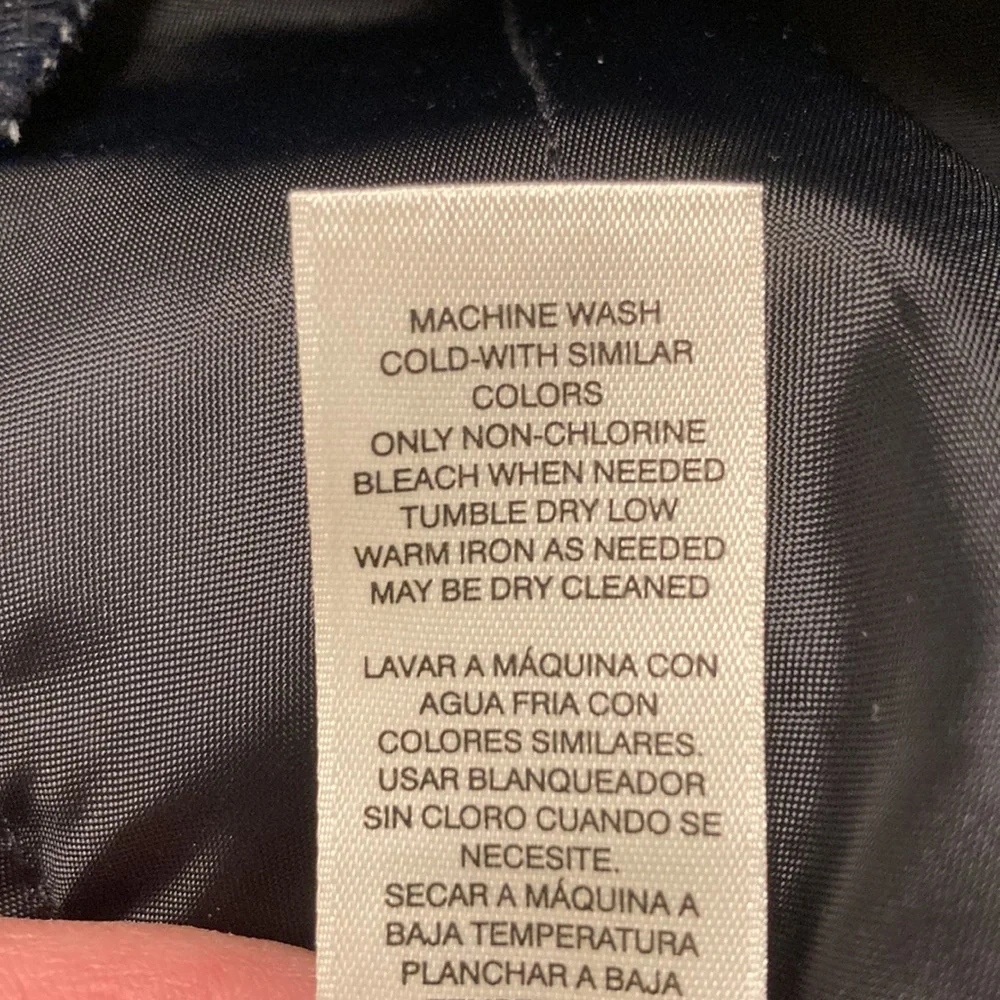 MACHINE WASH
COLD-WITH SIMILAR
COLORS
ONLY NON-CHLORINE
BLEACH WHEN NEEDED
TUMBLE DRY LOW
WARM IRON AS NEEDED
MAY BE DRY CLEANED
LAVAR A MÁQUINA CON
AGUA FRIA CON
COLORES SIMILARES.
USAR BLANQUEADOR
SIN CLORO CUANDO SE
NECESITE.
SECAR A MÁQUINA A
BAJA TEMPERATURA
PLANCHAR A BAJA